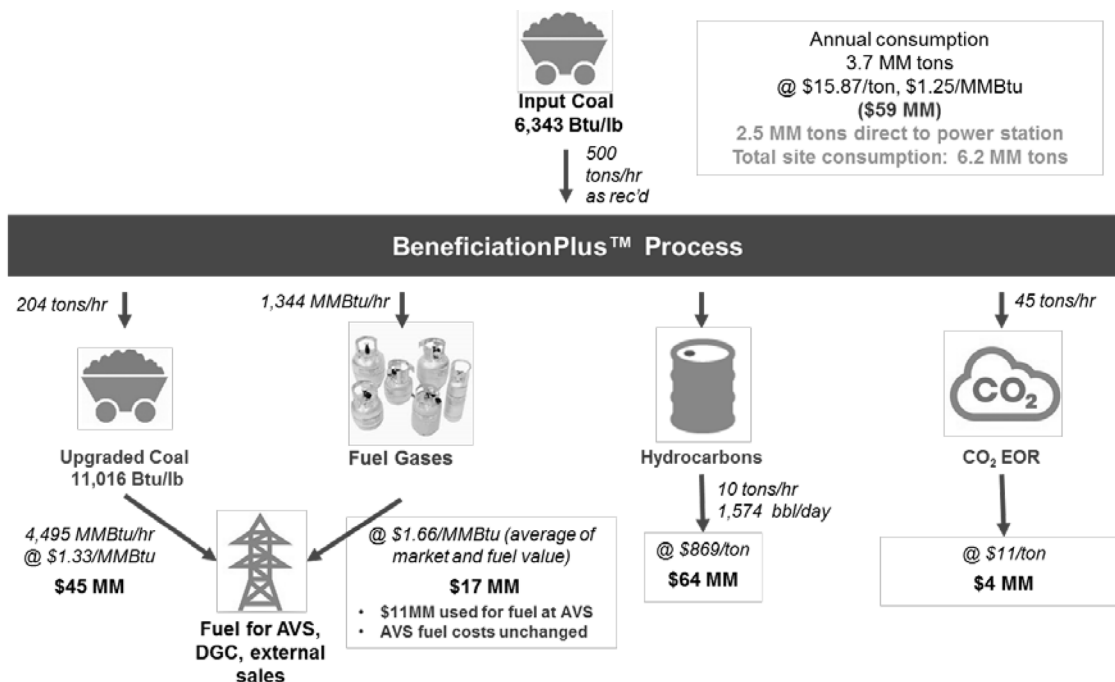 Input Coal
6,343 Btu/lb
500
tons/hr
as rec’d
Annual consumption
3.7 MM tons
@ $15.87/ton, $1.25/MMBtu
($59 MM)
2.5 MM tons direct to power station
Total site consumption: 6.2 MM tons
BeneficiationPlus™ Process
204 tons/hr
1,344 MMBtu/hr
45 tons/hr
CO2
Upgraded Coal
11,016 Btu/lb
Fuel Gases
Hydrocarbons
CO₂ EOR
10 tons/hr
1,574 bbl/day
4,495 MMBtu/hr
@ $1.33/MMBtu
$45 MM
Fuel for AVS,
DGC, external
sales
@ $1.66/MMBtu (average of
market and fuel value)
$17 MM
• $11MM used for fuel at AVS
• AVS fuel costs unchanged
@ $869/ton
$64 MM
@ $11/ton
$4 MM